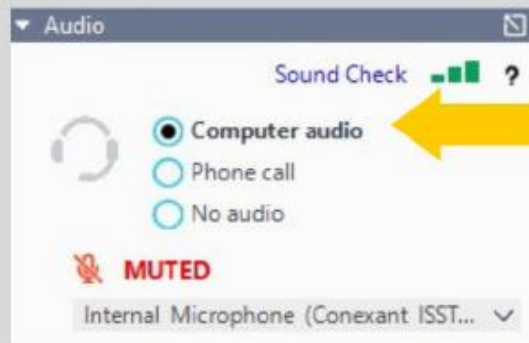 Audio
Sound Check ?
Computer audio
Phone call
No audio
MUTED
Internal Microphone (Conexant ISST...